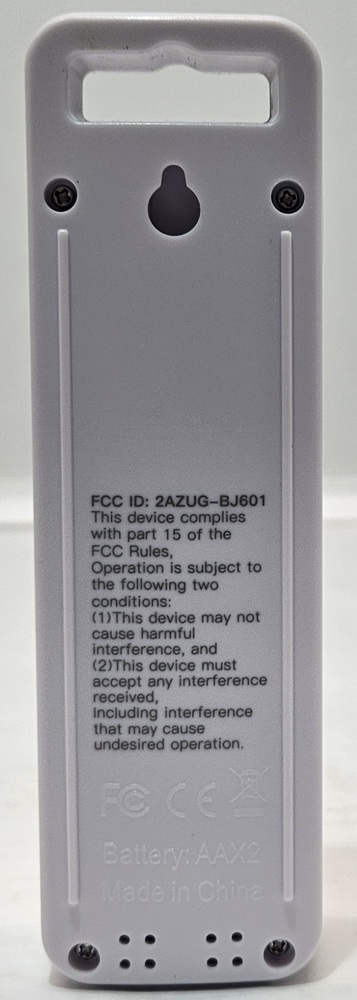 FCC ID: 2AZUG-BJ601
This device complies
with part 15 of the
FCC Rules,
Operation is subject to
the following two
conditions:
(1)This device may not
cause harmful
interference, and
(2)This device must
accept any interference
received,
including interference
that may cause
undesired operation.
FC CE
Battery: AAX2
Made in China